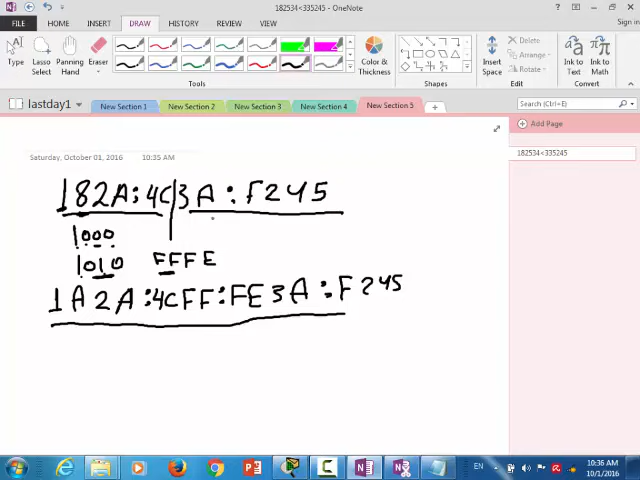 182534<335245 - OneNote
FILE HOME INSERT DRAW HISTORY REVIEW VIEW
Type
Lasso Select
Panning Hand
Eraser
Color & Thickness
Insert Space
Delete
Arrange
Rotate
Ink to Text
Ink to Math
Tools
Shapes
Edit
Convert
lastday1 New Section 1 New Section 2 New Section 3 New Section 4 New Section 5 +
Search (Ctrl+E)
Add Page
182534<335245
Saturday, October 01, 2016 10:35 AM
182A:4C3A:F245
1000
1010 FFFE
1A2A:4CFF:FE3A:F245
EN
10:36 AM
10/1/2016